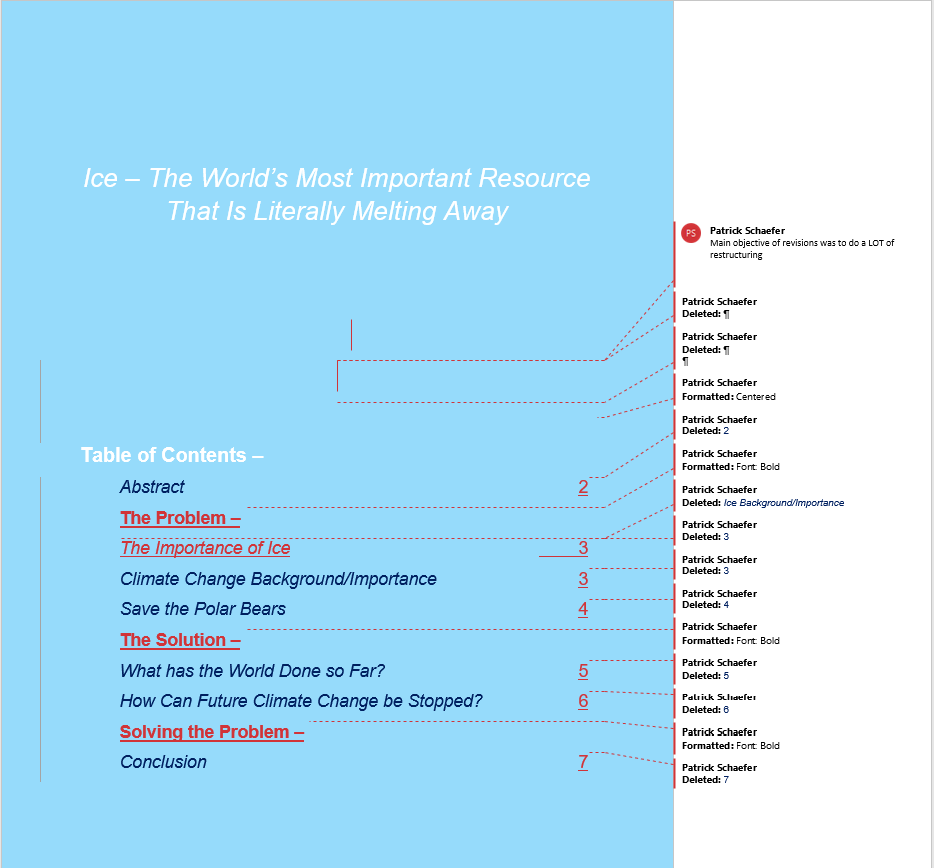 Ice – The World's Most Important Resource
That Is Literally Melting Away
Table of Contents –
Abstract 2
The Problem –
The Importance of Ice 3
Climate Change Background/Importance 3
Save the Polar Bears 4
The Solution –
What has the World Done so Far? 5
How Can Future Climate Change be Stopped? 6
Solving the Problem –
Conclusion 7
PS
Patrick Schaefer
Main objective of revisions was to do a LOT of
restructuring
Patrick Schaefer
Deleted: ¶
Patrick Schaefer
Deleted: ¶
¶
Patrick Schaefer
Formatted: Centered
Patrick Schaefer
Deleted: 2
Patrick Schaefer
Formatted: Font: Bold
Patrick Schaefer
Deleted: Ice Background/Importance
Patrick Schaefer
Deleted: 3
Patrick Schaefer
Deleted: 3
Patrick Schaefer
Deleted: 4
Patrick Schaefer
Formatted: Font: Bold
Patrick Schaefer
Deleted: 5
Patrick Schaefer
Deleted: 6
Patrick Schaefer
Formatted: Font: Bold
Patrick Schaefer
Deleted: 7